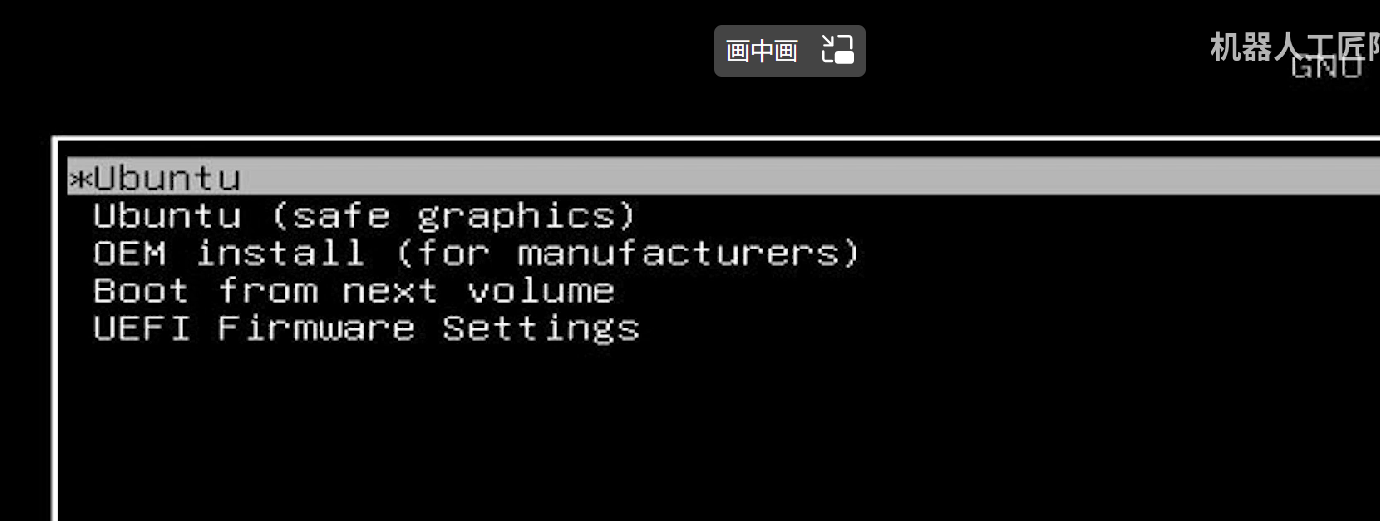 画中画
机器人工匠
GNU
*Ubuntu
Ubuntu (safe graphics)
OEM install (for manufacturers)
Boot from next volume
UEFI Firmware Settings